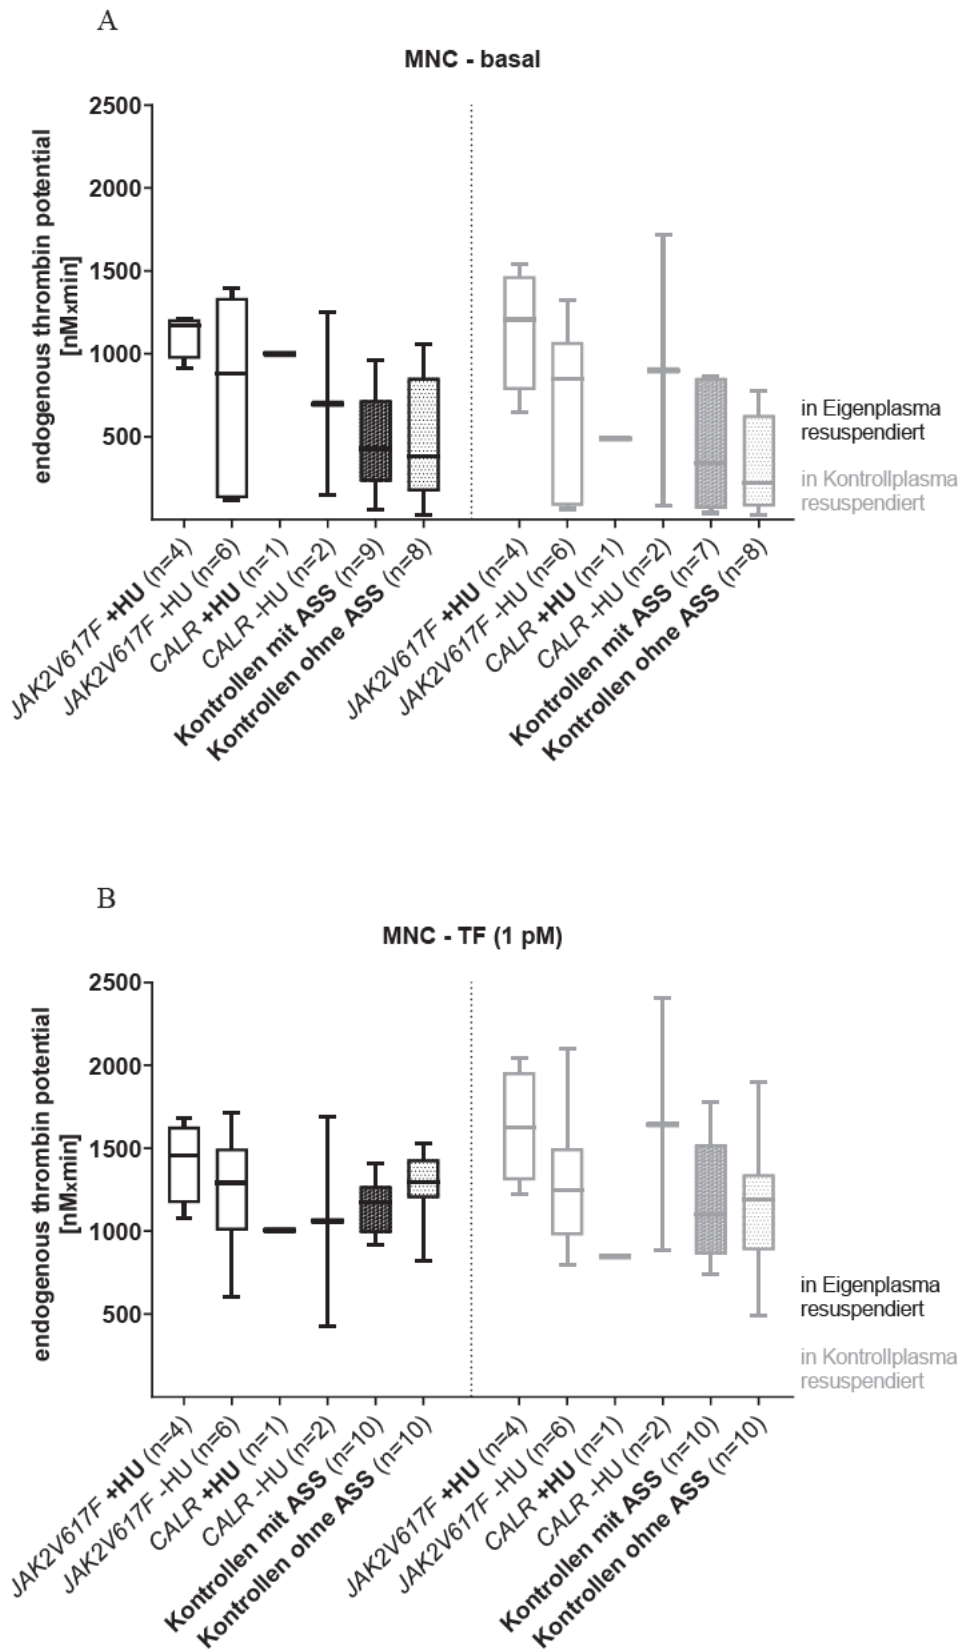 A
MNC - basal
endogenous thrombin potential
[nMxmin]
2500
2000
1500
1000
500
in Eigenplasma
resuspendiert
in Kontrollplasma
resuspendiert
JAK2V617F +HU (n=4)
JAK2V617F -HU (n=6)
CALR +HU (n=1)
CALR -HU (n=2)
Kontrollen mit ASS (n=9)
Kontrollen ohne ASS (n=8)
JAK2V617F +HU (n=4)
JAK2V617F -HU (n=6)
CALR +HU (n=1)
CALR -HU (n=2)
Kontrollen mit ASS (n=7)
Kontrollen ohne ASS (n=8)
B
MNC - TF (1 pM)
endogenous thrombin potential
[nMxmin]
2500
2000
1500
1000
500
in Eigenplasma
resuspendiert
in Kontrollplasma
resuspendiert
JAK2V617F +HU (n=4)
JAK2V617F -HU (n=6)
CALR +HU (n=1)
CALR -HU (n=2)
Kontrollen mit ASS (n=10)
Kontrollen ohne ASS (n=10)
JAK2V617F +HU (n=4)
JAK2V617F -HU (n=6)
CALR +HU (n=1)
CALR -HU (n=2)
Kontrollen mit ASS (n=10)
Kontrollen ohne ASS (n=10)